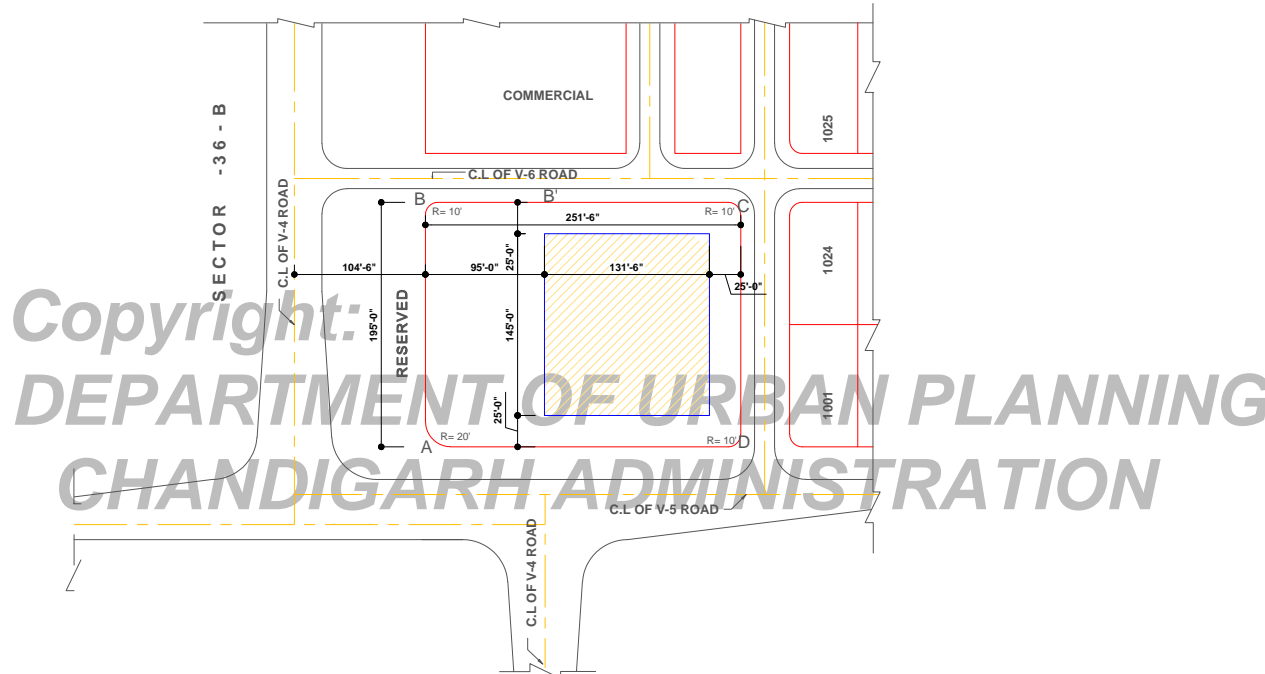 COMMERCIAL
SECTOR -36-B
1025
C.L OF V-6 ROAD
C.L OF V-4 ROAD
B
B'
C
R= 10'
R= 10'
251'-6"
25'-0"
104'-6"
95'-0"
131'-6"
25'-0"
1024
195'-0"
RESERVED
145'-0"
25'-0"
1001
R= 20'
R= 10'
A
D
Copyright:
DEPARTMENT OF URBAN PLANNING
CHANDIGARH ADMINISTRATION
C.L OF V-5 ROAD
C.L OF V-4 ROAD